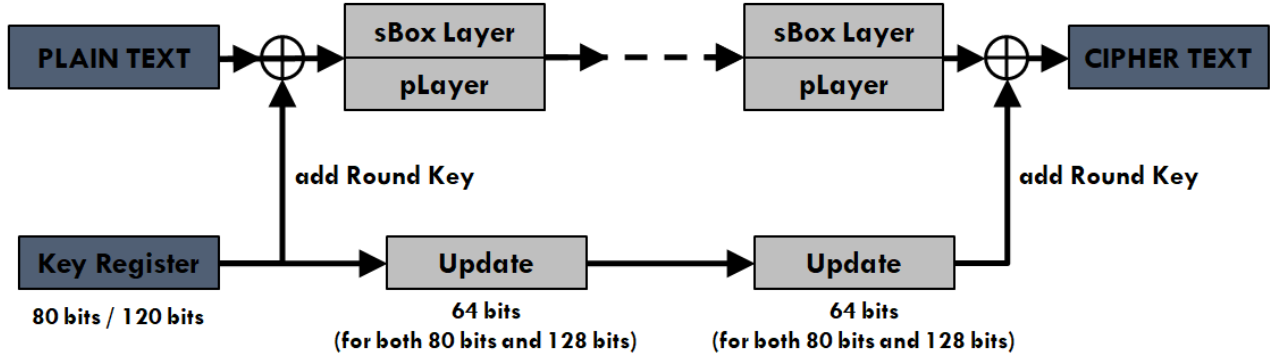 PLAIN TEXT
sBox Layer
pLayer
sBox Layer
pLayer
CIPHER TEXT
add Round Key
add Round Key
Key Register
Update
Update
80 bits / 120 bits
64 bits
(for both 80 bits and 128 bits)
64 bits
(for both 80 bits and 128 bits)